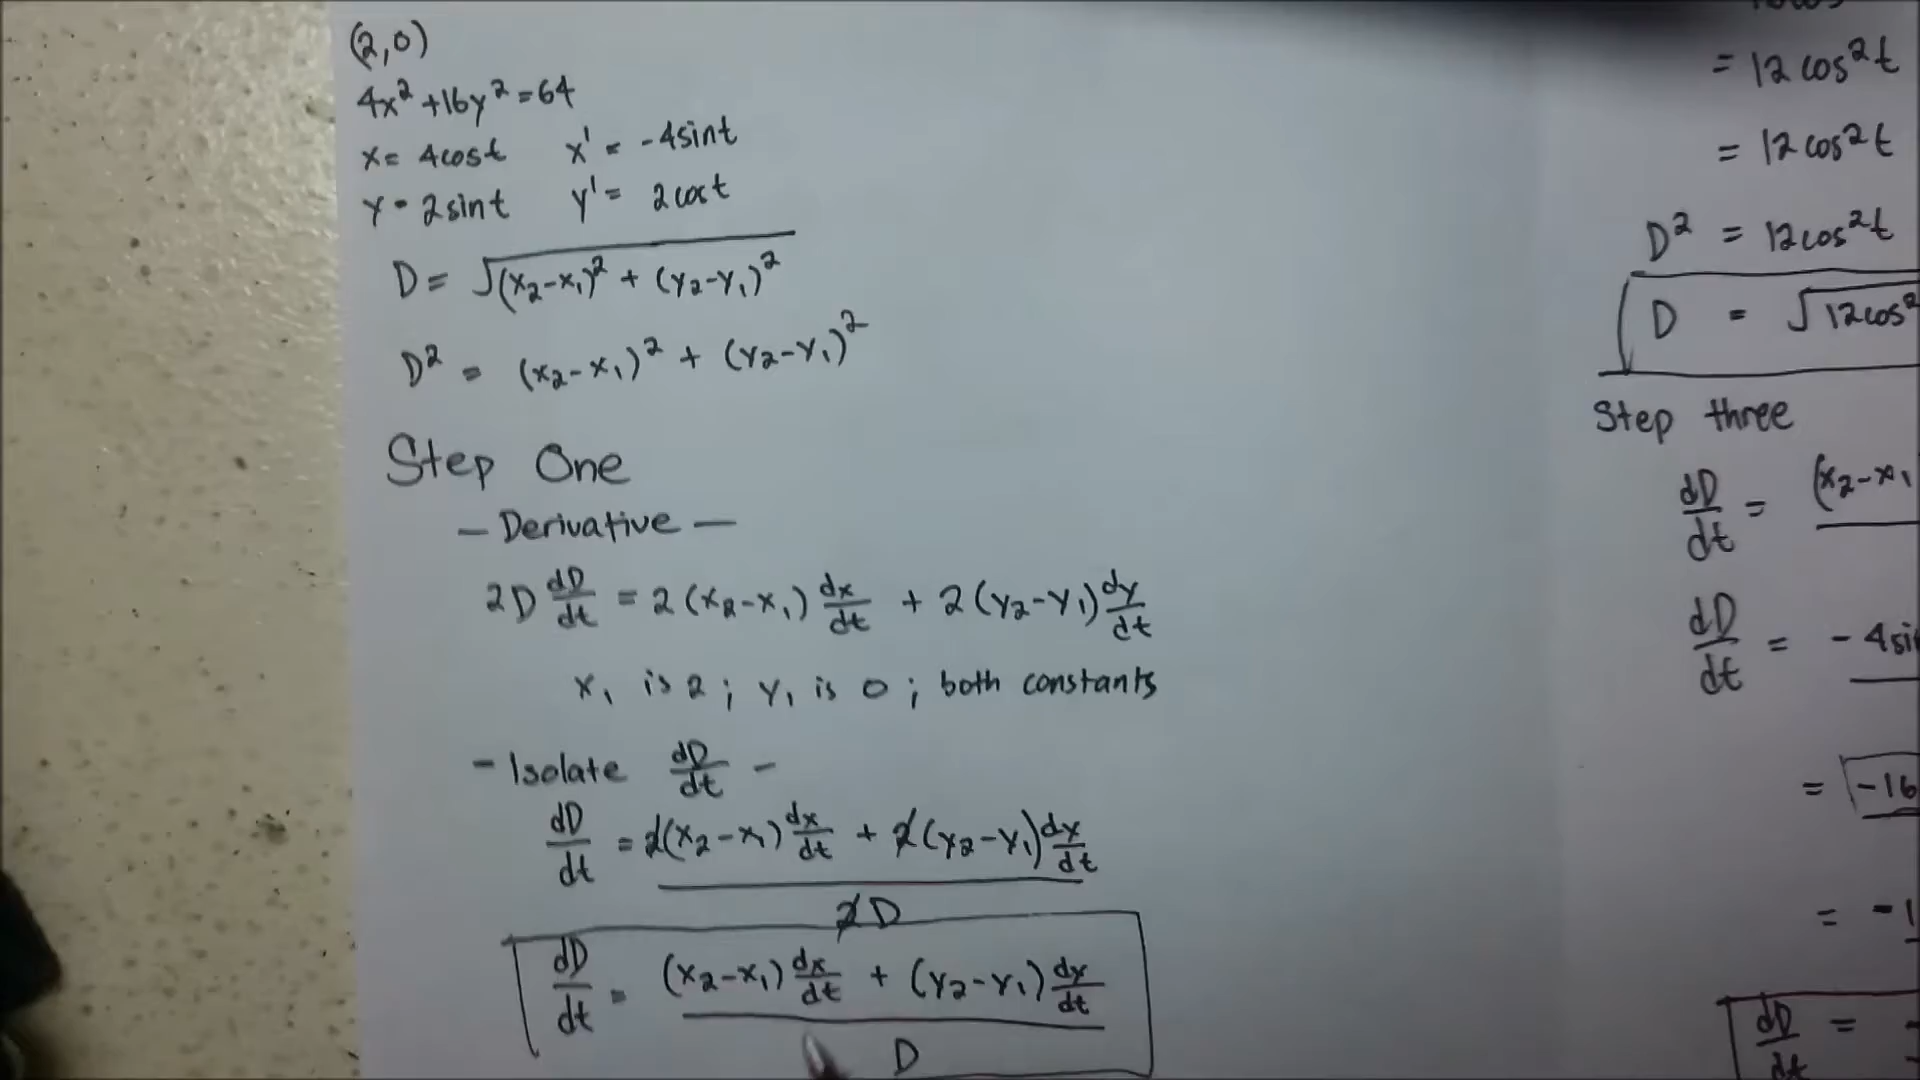 (2,0)
4x² + 16y² = 64
x = 4cost x' = -4sint
y = 2sint y' = 2cost
D = √(x₂-x₁)² + (y₂-y₁)²
D² = (x₂-x₁)² + (y₂-y₁)²
Step One
- Derivative -
2D dD/dt = 2(x₂-x₁) dx/dt + 2(y₂-y₁) dy/dt
x₁ is 2; y₁ is 0; both constants
- Isolate dD/dt -
dD/dt = 2(x₂-x₁) dx/dt + 2(y₂-y₁) dy/dt
2D
dD/dt = (x₂-x₁) dx/dt + (y₂-y₁) dy/dt
D
= 12cos²t
= 12cos²t
D² = 12cos²t
D = √12cos²
Step three
dD/dt = (x₂-x₁
dD/dt = -4si
= -16
= -1
dD/dt = -